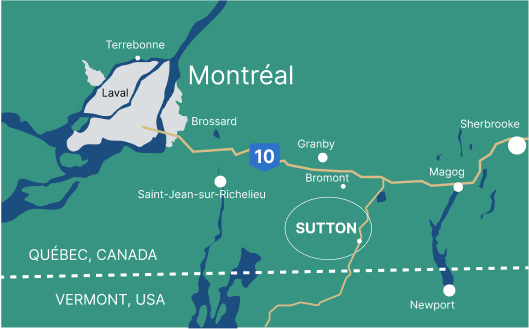 Terrebonne
Montréal
Laval
Brossard
Sherbrooke
10
Granby
Magog
Bromont
Saint-Jean-sur-Richelieu
SUTTON
QUÉBEC, CANADA
VERMONT, USA
Newport